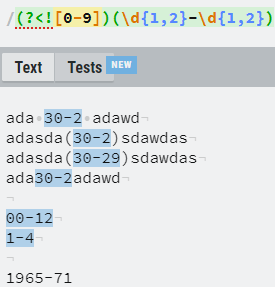 /(?<![0-9])(\d{1,2}-\d{1,2})
Text Tests NEW
ada·30-2·adawd¬
adasda(30-2)sdawdas¬
adasda(30-29)sdawdas¬
ada30-2adawd¬
¬
00-12¬
1-4¬
¬
1965-71